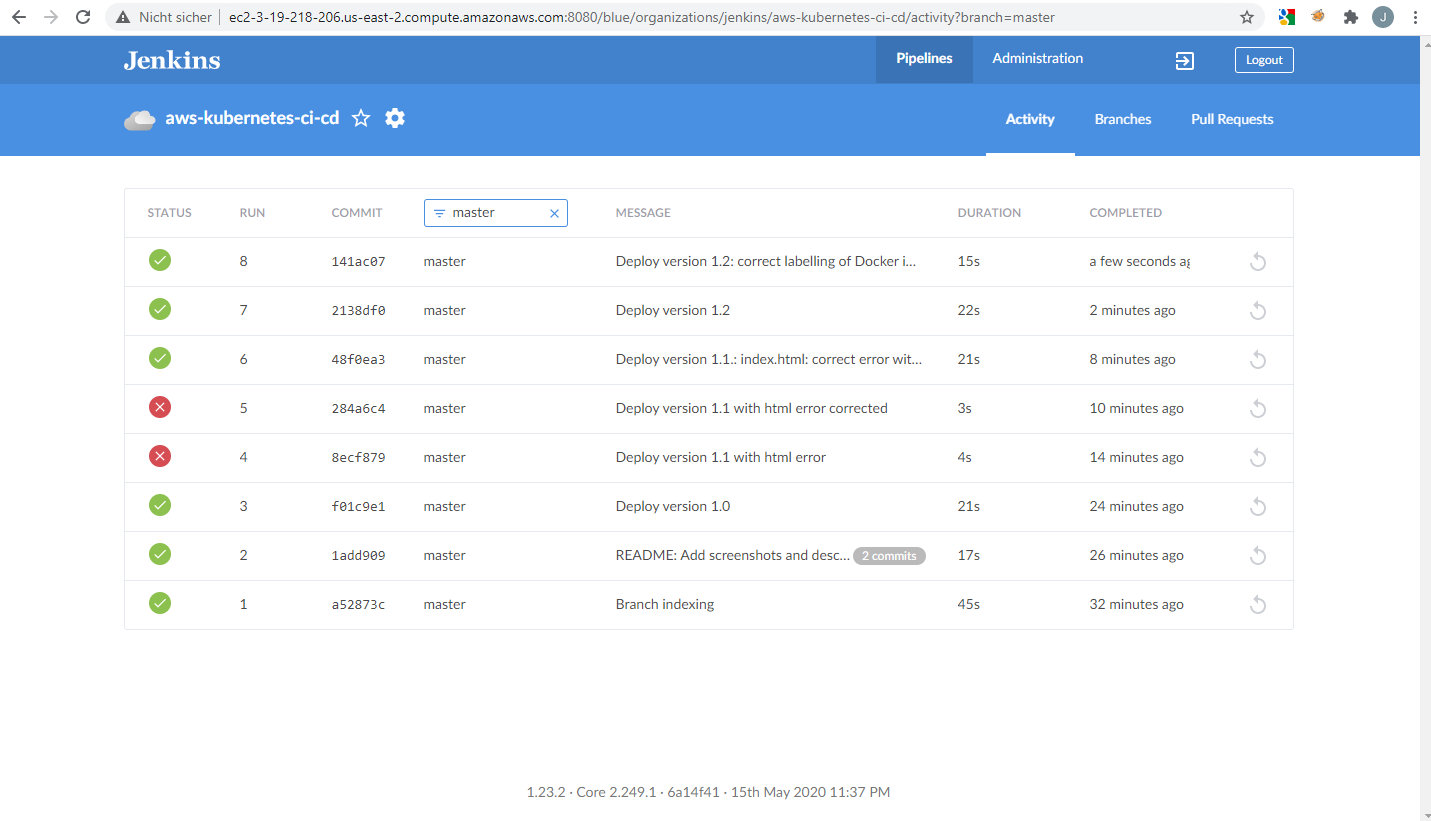 Nicht sicher | ec2-3-19-218-206.us-east-2.compute.amazonaws.com:8080/blue/organizations/jenkins/aws-kubernetes-ci-cd/activity?branch=master J
Jenkins Pipelines Administration Logout
aws-kubernetes-ci-cd Activity Branches Pull Requests
STATUS RUN COMMIT master MESSAGE DURATION COMPLETED
8 141ac07 master Deploy version 1.2: correct labelling of Docker i... 15s a few seconds ag
7 2138df0 master Deploy version 1.2 22s 2 minutes ago
6 48f0ea3 master Deploy version 1.1.: index.html: correct error wit... 21s 8 minutes ago
5 284a6c4 master Deploy version 1.1 with html error corrected 3s 10 minutes ago
4 8ecf879 master Deploy version 1.1 with html error 4s 14 minutes ago
3 f01c9e1 master Deploy version 1.0 21s 24 minutes ago
2 1add909 master README: Add screenshots and desc... 2 commits 17s 26 minutes ago
1 a52873c master Branch indexing 45s 32 minutes ago
1.23.2 · Core 2.249.1 · 6a14f41 · 15th May 2020 11:37 PM